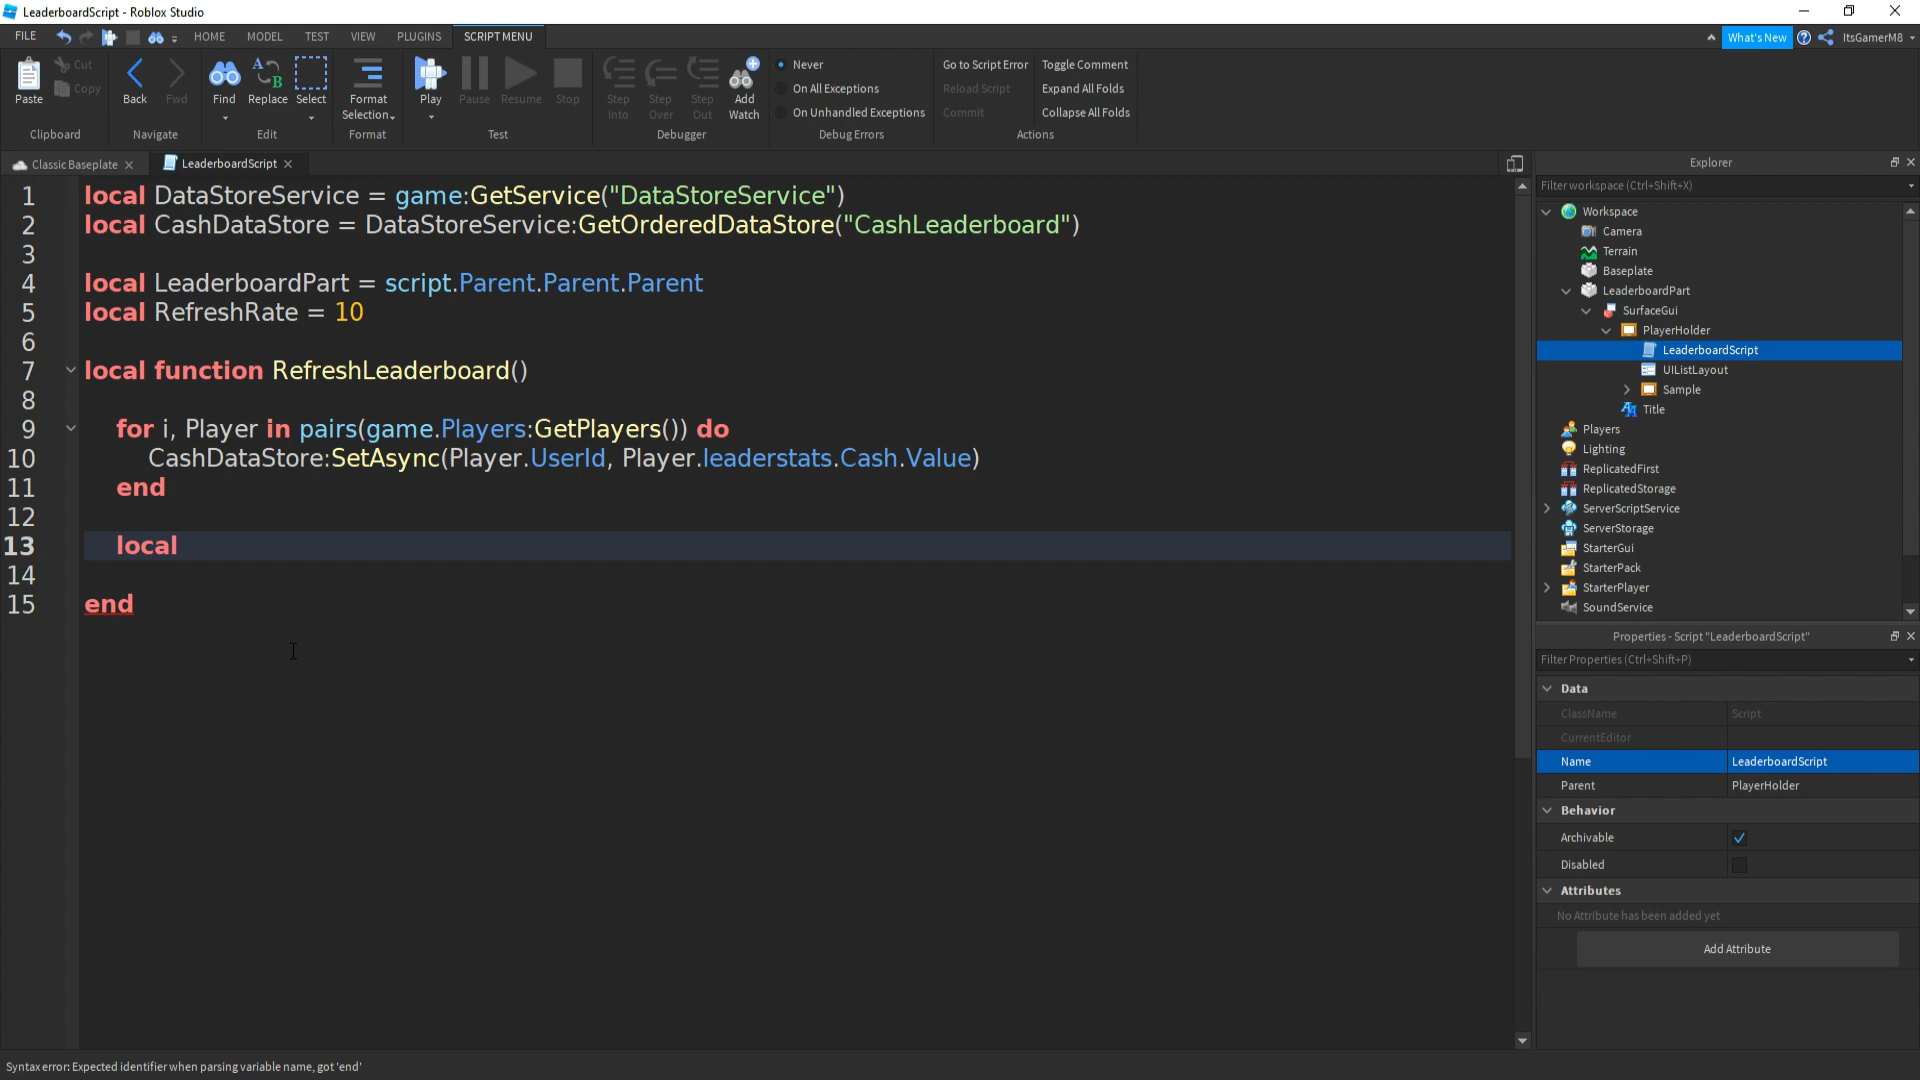 LeaderboardScript - Roblox Studio
FILE HOME MODEL TEST VIEW PLUGINS SCRIPT MENU What's New ItsGamerM8
Paste Cut Copy
Back Fwd
Find Replace Select
Format Selection
Play Pause Resume Stop
Step Into Step Over Step Out Add Watch
Never
On All Exceptions
On Unhandled Exceptions
Go to Script Error Toggle Comment
Reload Script Expand All Folds
Commit Collapse All Folds
Clipboard Navigate Edit Format Test Debugger Debug Errors Actions
Classic Baseplate LeaderboardScript
1 local DataStoreService = game:GetService("DataStoreService")
2 local CashDataStore = DataStoreService:GetOrderedDataStore("CashLeaderboard")
3
4 local LeaderboardPart = script.Parent.Parent.Parent
5 local RefreshRate = 10
6
7 local function RefreshLeaderboard()
8
9 for i, Player in pairs(game.Players:GetPlayers()) do
10 CashDataStore:SetAsync(Player.UserId, Player.leaderstats.Cash.Value)
11 end
12
13 local
14
15 end
Explorer
Filter workspace (Ctrl+Shift+X)
Workspace
Camera
Terrain
Baseplate
LeaderboardPart
SurfaceGui
PlayerHolder
LeaderboardScript
UIListLayout
Sample
Title
Players
Lighting
ReplicatedFirst
ReplicatedStorage
ServerScriptService
ServerStorage
StarterGui
StarterPack
StarterPlayer
SoundService
Properties - Script "LeaderboardScript"
Filter Properties (Ctrl+Shift+P)
Data
ClassName Script
CurrentEditor
Name LeaderboardScript
Parent PlayerHolder
Behavior
Archivable
Disabled
Attributes
No Attribute has been added yet
Add Attribute
Syntax error: Expected identifier when parsing variable name, got 'end'